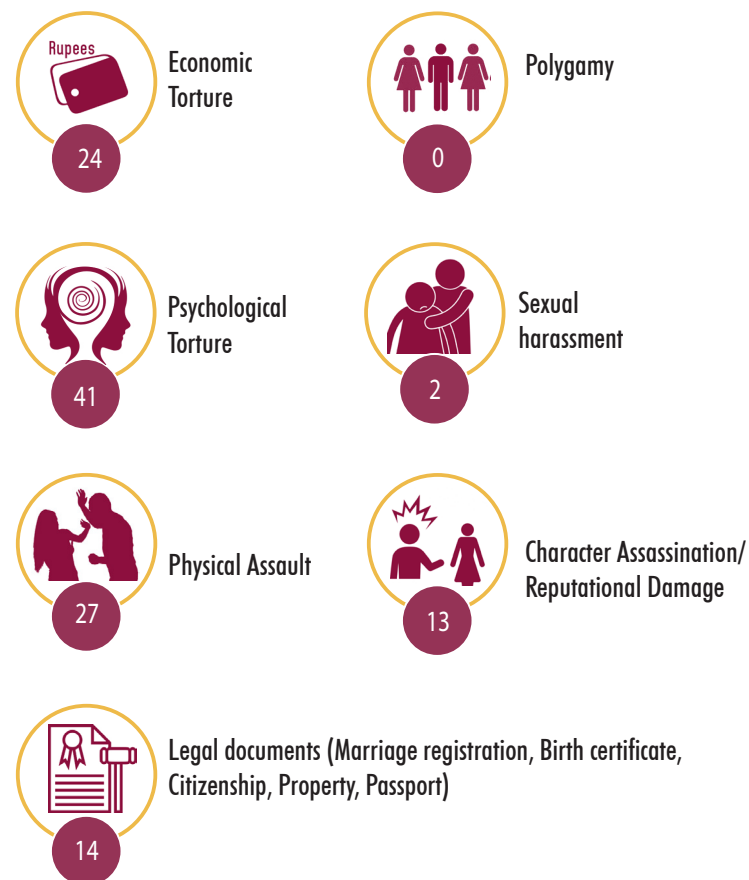 Rupees
Economic
Torture
24
Polygamy
0
Psychological
Torture
41
Sexual
harassment
2
Physical Assault
27
Character Assassination/
Reputational Damage
13
Legal documents (Marriage registration, Birth certificate,
Citizenship, Property, Passport)
14